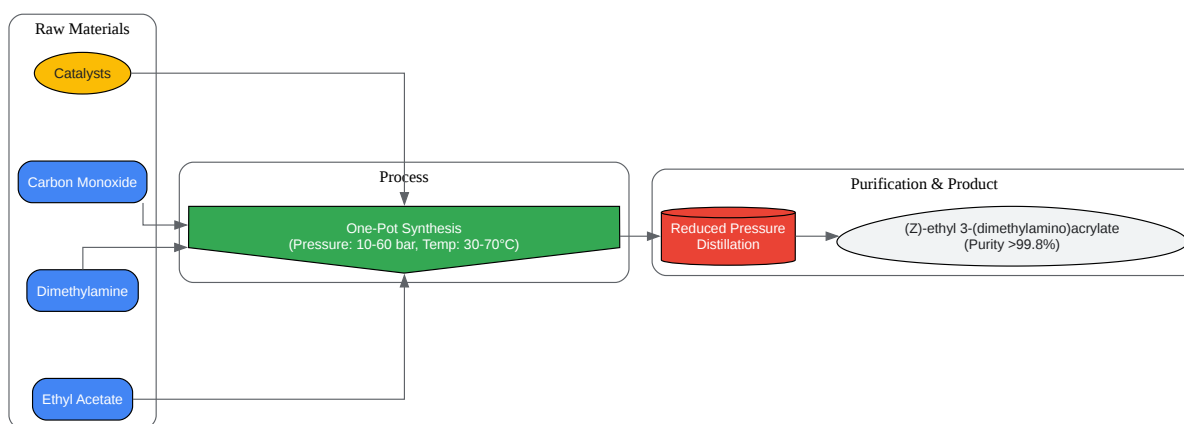 Raw Materials
Catalysts
Carbon Monoxide
Dimethylamine
Ethyl Acetate
Process
One-Pot Synthesis
(Pressure: 10-60 bar, Temp: 30-70°C)
Purification & Product
Reduced Pressure
Distillation
(Z)-ethyl 3-(dimethylamino)acrylate
(Purity >99.8%)